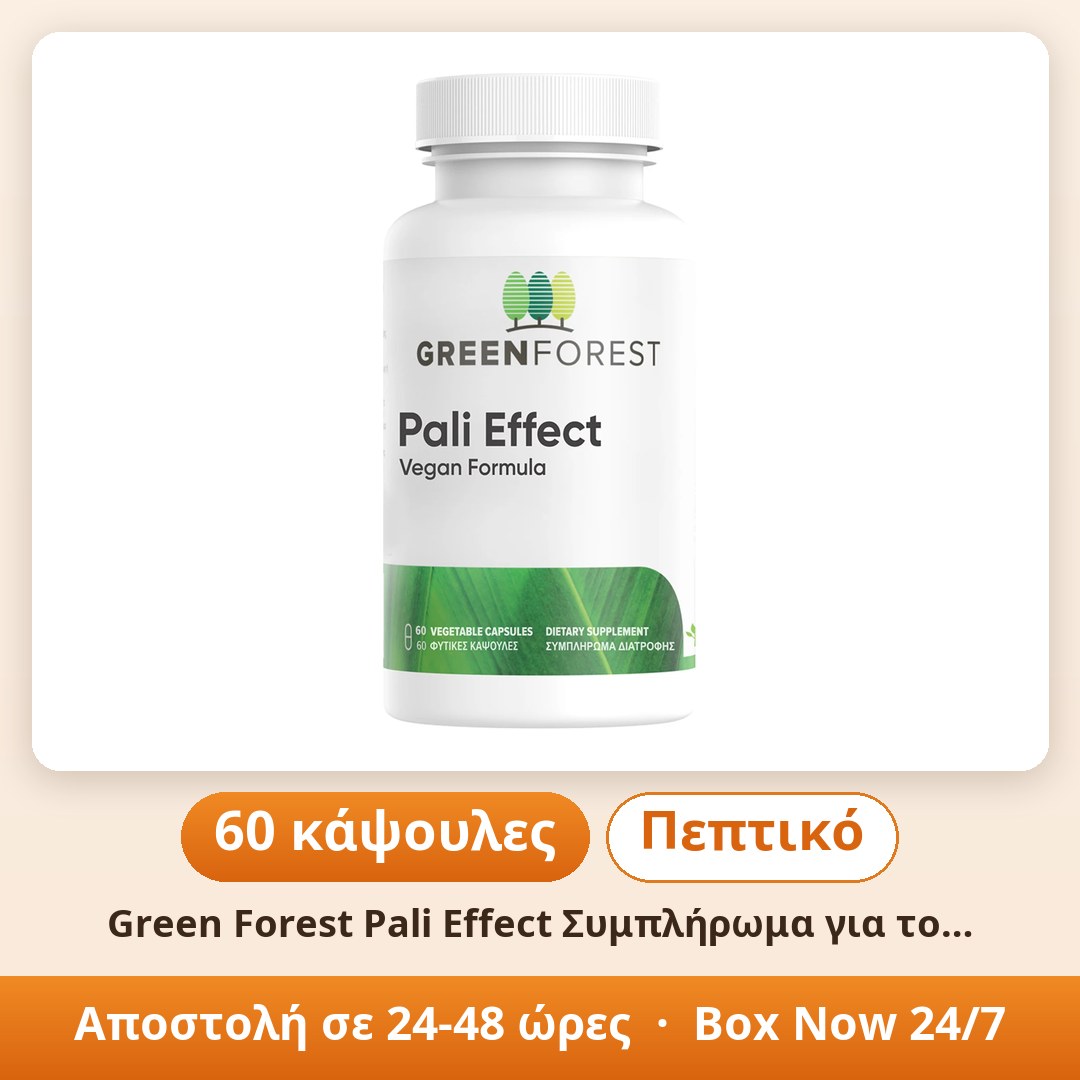 GREENFOREST
Pali Effect
Vegan Formula
60 VEGETABLE CAPSULES DIETARY SUPPLEMENT
60 ΦΥΤΙΚΕΣ ΚΑΨΟΥΛΕΣ ΣΥΜΠΛΗΡΩΜΑ ΔΙΑΤΡΟΦΗΣ
60 κάψουλες Πεπτικό
Green Forest Pali Effect Συμπλήρωμα για το...
Αποστολή σε 24-48 ώρες · Box Now 24/7